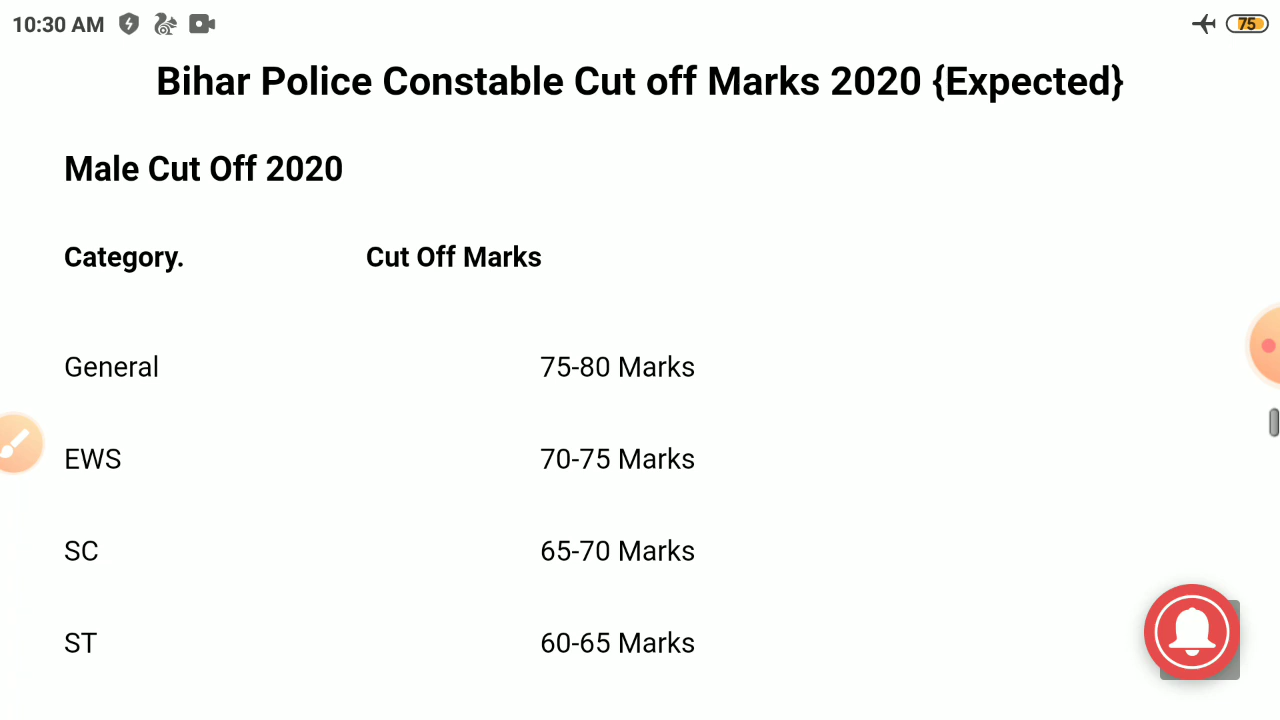 10:30 AM
75
Bihar Police Constable Cut off Marks 2020 {Expected}
Male Cut Off 2020
Category. Cut Off Marks
General 75-80 Marks
EWS 70-75 Marks
SC 65-70 Marks
ST 60-65 Marks